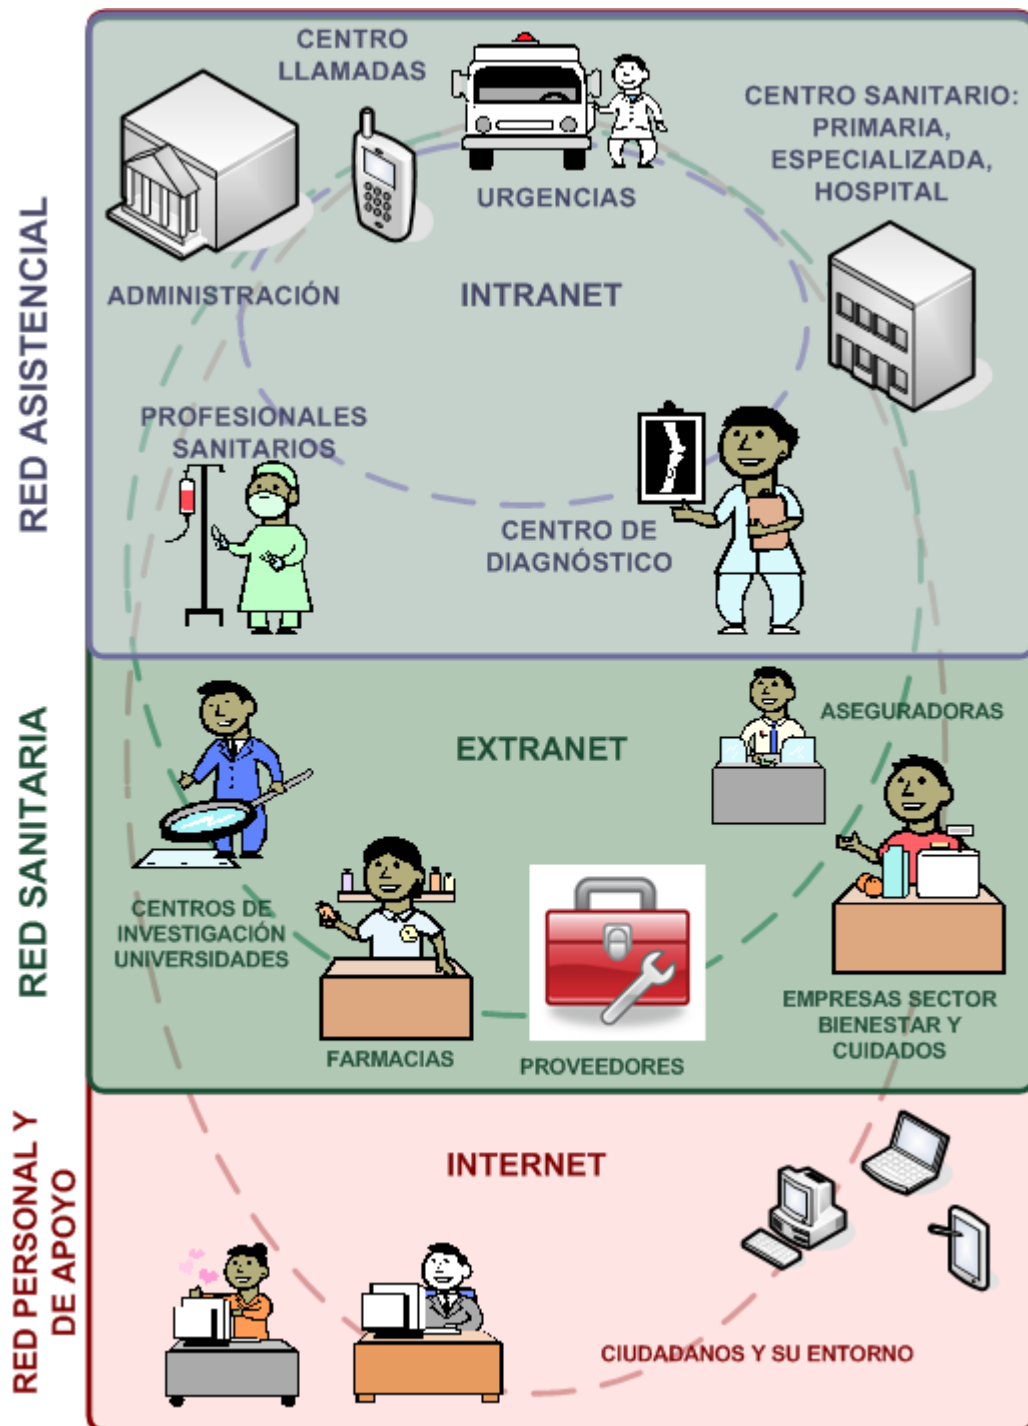 RED ASISTENCIAL
CENTRO
LLAMADAS
URGENCIAS
CENTRO SANITARIO:
PRIMARIA,
ESPECIALIZADA,
HOSPITAL
ADMINISTRACIÓN
INTRANET
PROFESIONALES
SANITARIOS
CENTRO DE
DIAGNÓSTICO
RED SANITARIA
EXTRANET
ASEGURADORAS
CENTROS DE
INVESTIGACIÓN
UNIVERSIDADES
FARMACIAS
PROVEEDORES
EMPRESAS SECTOR
BIENESTAR Y
CUIDADOS
RED PERSONAL Y
DE APOYO
INTERNET
CIUDADANOS Y SU ENTORNO